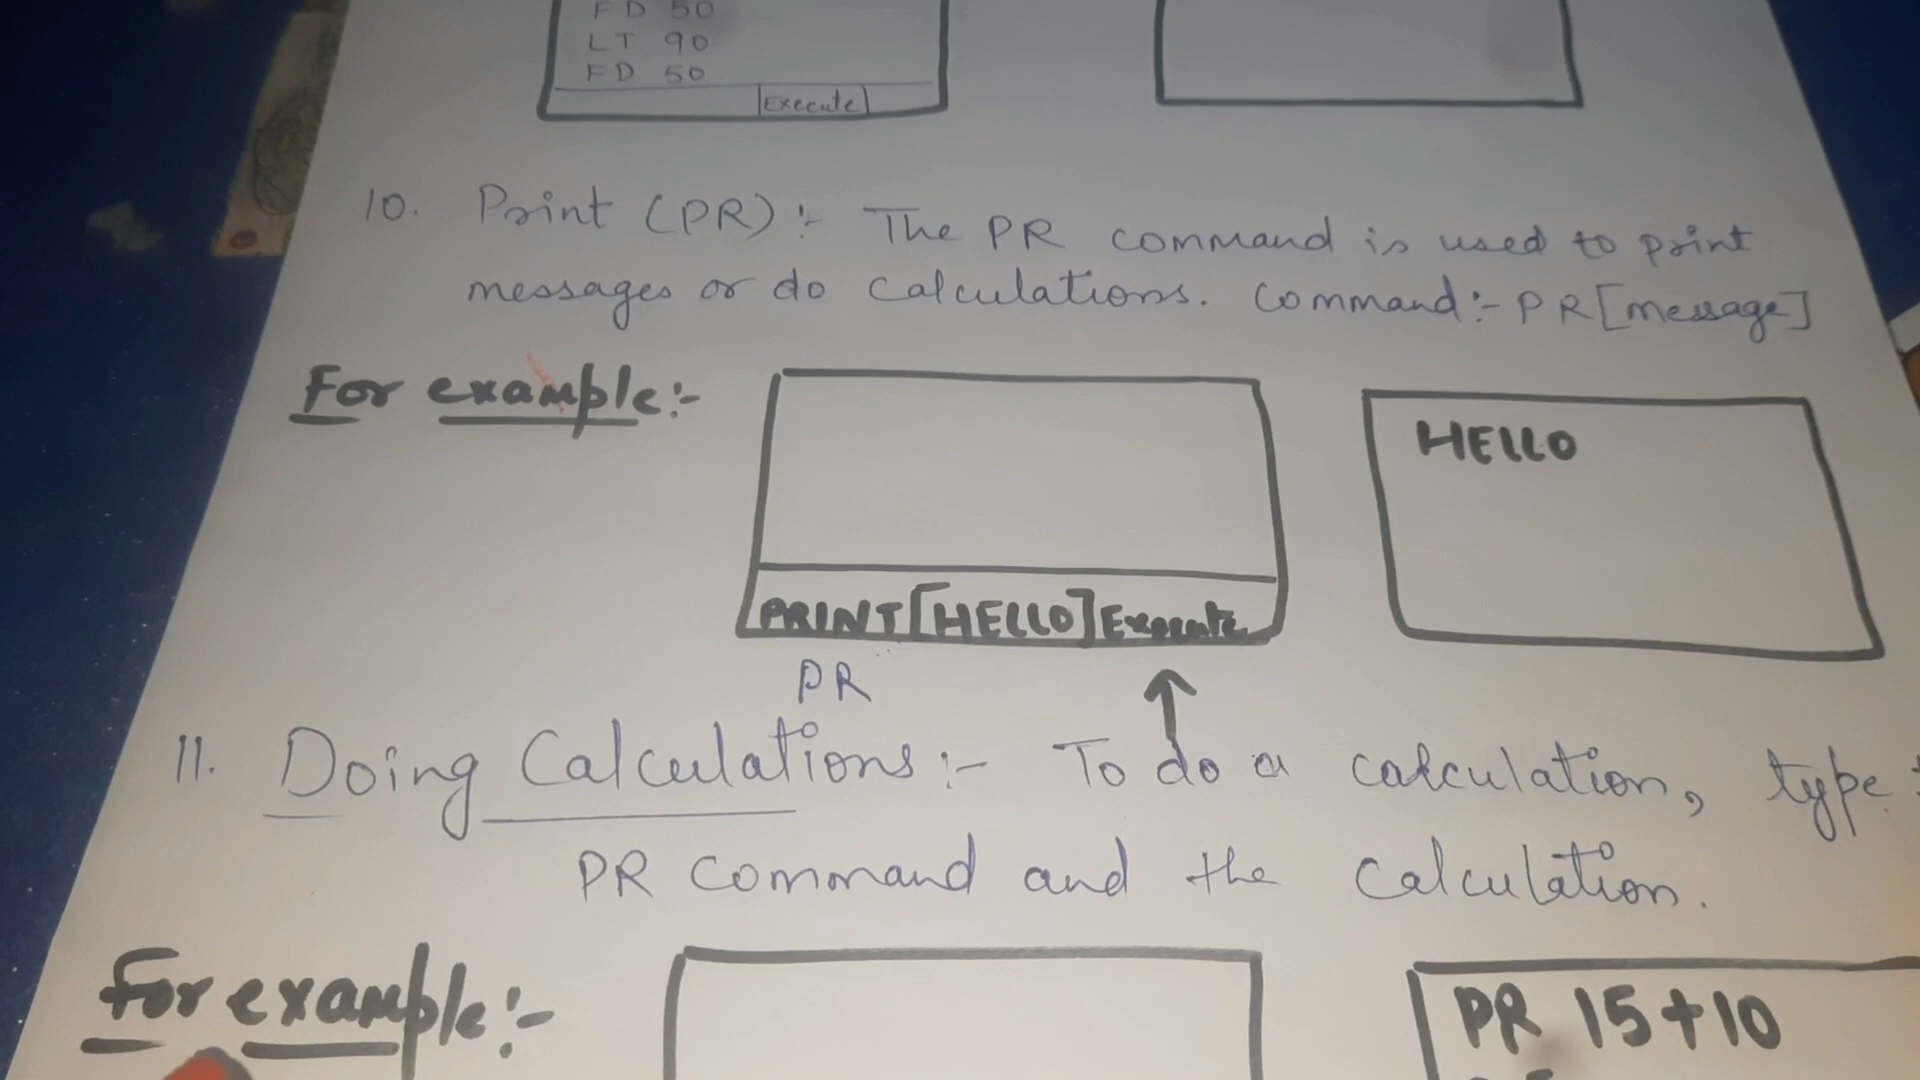 FD 50
LT 90
FD 50
Execute
10. Print (PR):- The PR command is used to print
messages or do calculations. Command:- PR[message]
For example:-
HELLO
PRINT[HELLO] Execute
PR
11. Doing Calculations:- To do a calculation, type
PR command and the calculation.
For example:-
PR 15+10